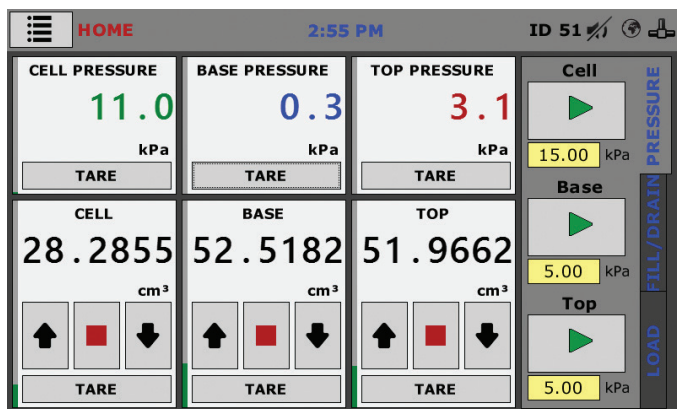 HOME
2:55 PM
ID 51
CELL PRESSURE
11.0
kPa
TARE
BASE PRESSURE
0.3
kPa
TARE
TOP PRESSURE
3.1
kPa
TARE
CELL
28.2855
cm³
TARE
BASE
52.5182
cm³
TARE
TOP
51.9662
cm³
TARE
Cell
15.00 kPa
Base
5.00 kPa
Top
5.00 kPa
PRESSURE
FILL/DRAIN
LOAD